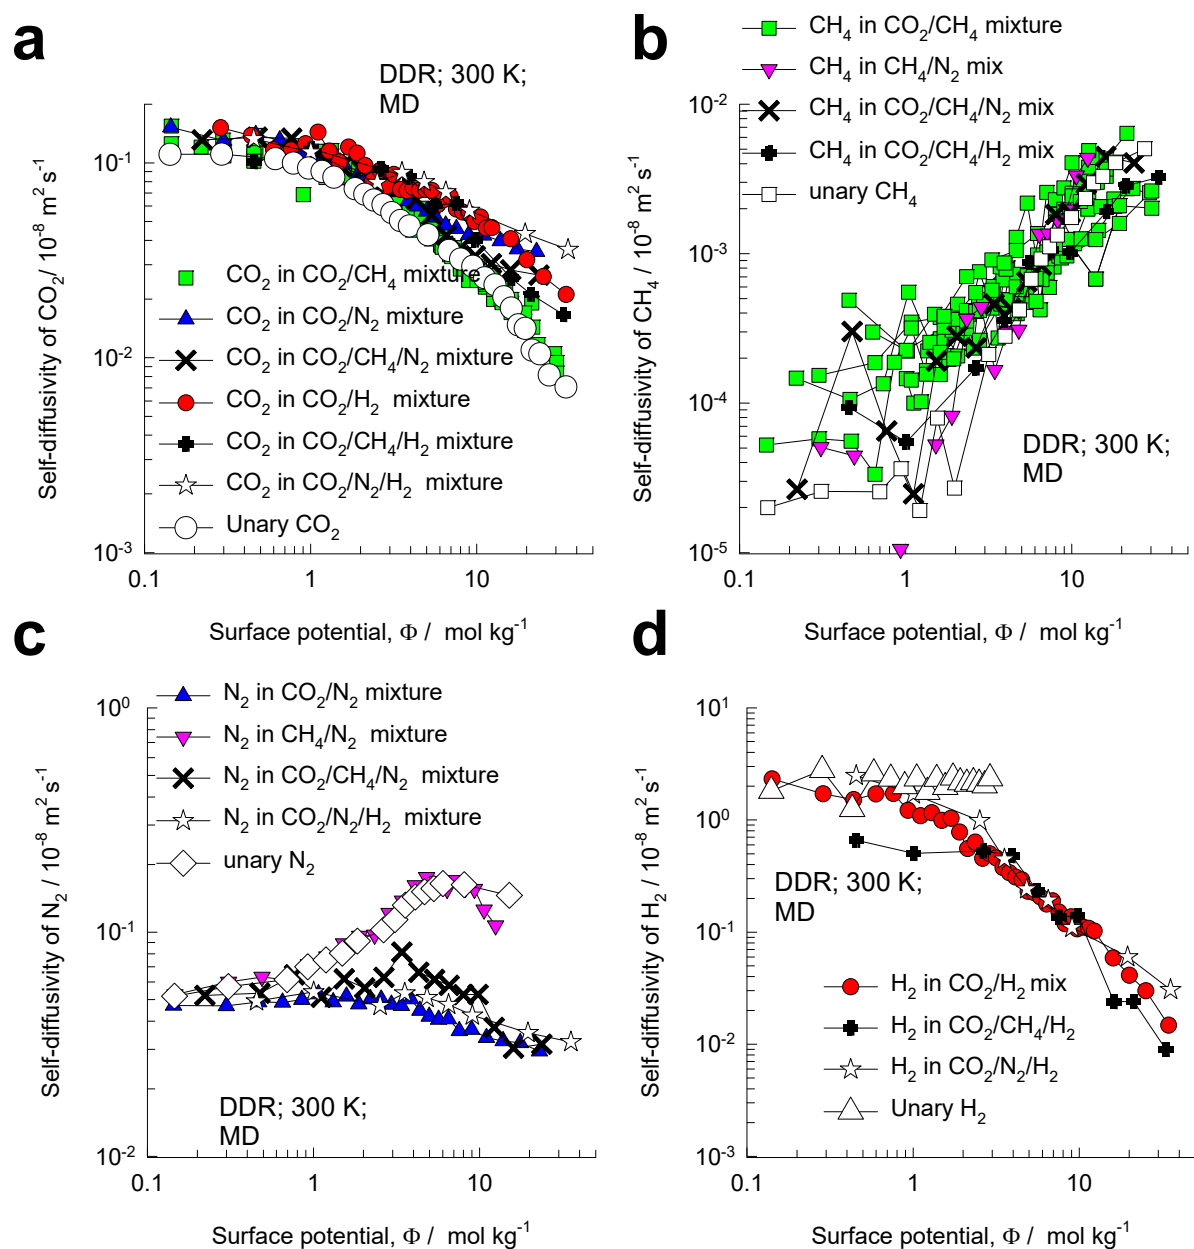 a
DDR; 300 K;
MD
Self-diffusivity of CO2/ 10-8 m2 s-1
10-1
10-2
10-3
CO2 in CO2/CH4 mixture
CO2 in CO2/N2 mixture
CO2 in CO2/CH4/N2 mixture
CO2 in CO2/H2 mixture
CO2 in CO2/CH4/H2 mixture
CO2 in CO2/N2/H2 mixture
Unary CO2
0.1 1 10
Surface potential, Φ / mol kg-1
b
CH4 in CO2/CH4 mixture
CH4 in CH4/N2 mix
CH4 in CO2/CH4/N2 mix
CH4 in CO2/CH4/H2 mix
unary CH4
Self-diffusivity of CH4 / 10-8 m2 s-1
10-2
10-3
10-4
10-5
DDR; 300 K;
MD
0.1 1 10
Surface potential, Φ / mol kg-1
c
N2 in CO2/N2 mixture
N2 in CH4/N2 mixture
N2 in CO2/CH4/N2 mixture
N2 in CO2/N2/H2 mixture
unary N2
Self-diffusivity of N2 / 10-8 m2 s-1
100
10-1
10-2
DDR; 300 K;
MD
0.1 1 10
Surface potential, Φ / mol kg-1
d
Self-diffusivity of H2 / 10-8 m2 s-1
101
100
10-1
10-2
10-3
DDR; 300 K;
MD
H2 in CO2/H2 mix
H2 in CO2/CH4/H2
H2 in CO2/N2/H2
Unary H2
0.1 1 10
Surface potential, Φ / mol kg-1